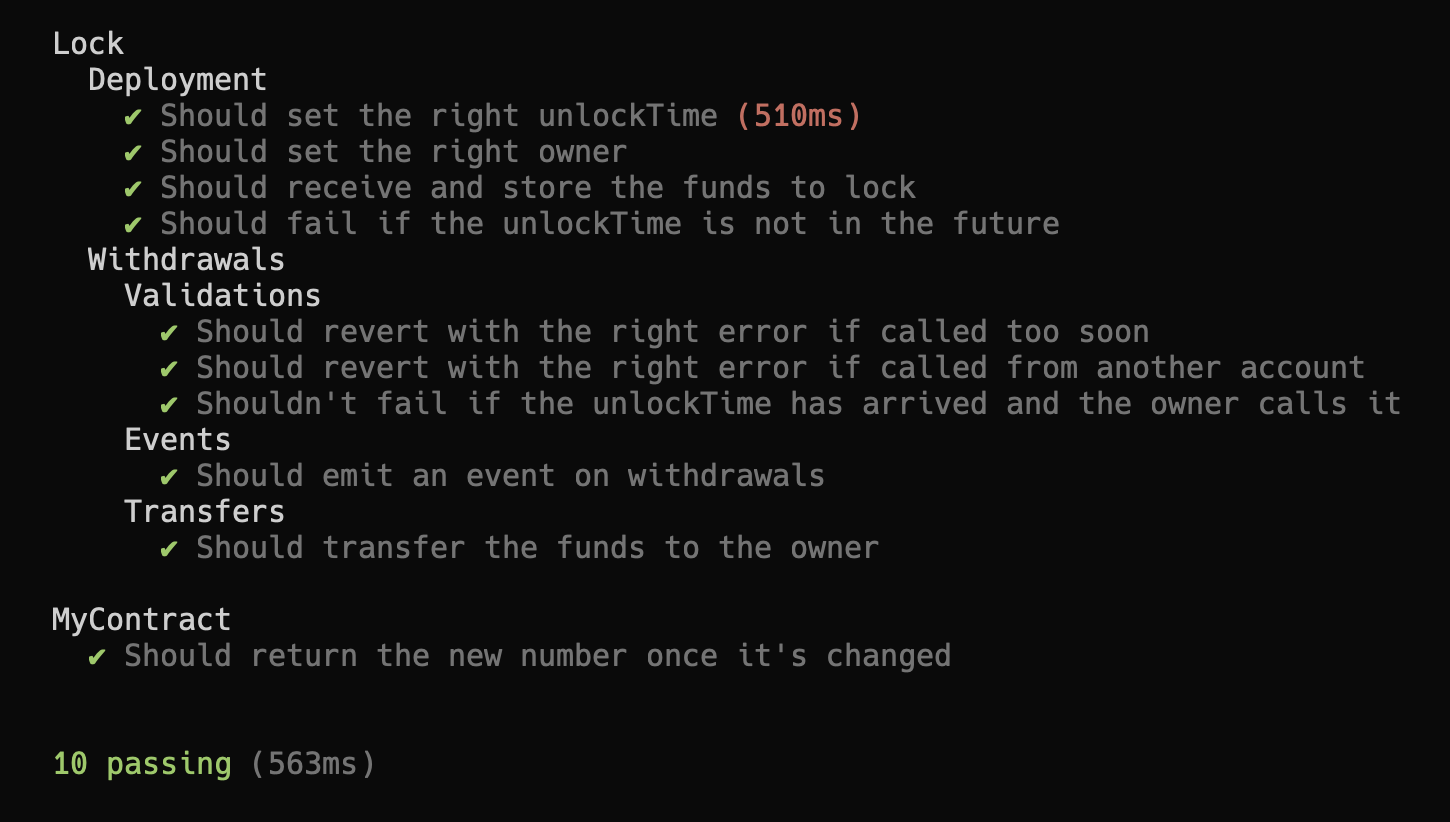 Lock
Deployment
✔ Should set the right unlockTime (510ms)
✔ Should set the right owner
✔ Should receive and store the funds to lock
✔ Should fail if the unlockTime is not in the future
Withdrawals
Validations
✔ Should revert with the right error if called too soon
✔ Should revert with the right error if called from another account
✔ Shouldn't fail if the unlockTime has arrived and the owner calls it
Events
✔ Should emit an event on withdrawals
Transfers
✔ Should transfer the funds to the owner
MyContract
✔ Should return the new number once it's changed
10 passing (563ms)